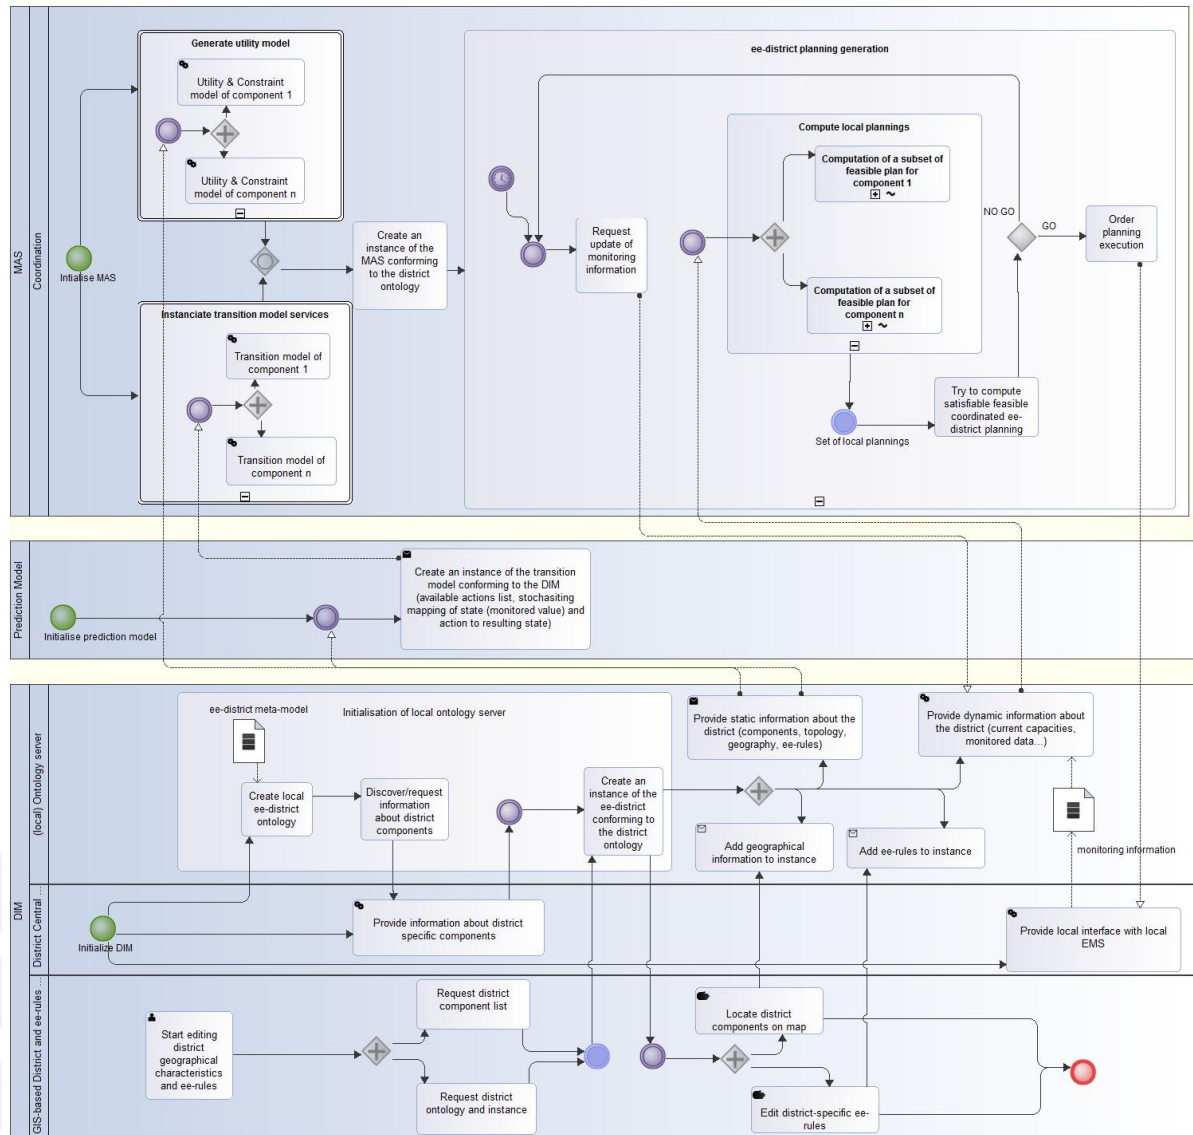 MAS
Coordination
Intialise MAS
Generate utility model
Utility & Constraint
model of component 1
Utility & Constraint
model of component n
Instanciate transition model services
Transition model of
component 1
Transition model of
component n
Create an
instance of the
MAS conforming
to the district
ontology
ee-district planning generation
Request
update of
monitoring
information
Compute local plannings
Computation of a subset of
feasible plan for
component 1
Computation of a subset of
feasible plan for
component n
Set of local plannings
Try to compute
satisfiable feasible
coordinated ee-
district planning
NO GO
GO
Order
planning
execution
Prediction Model
Initialise prediction model
Create an instance of the transition
model conforming to the DIM
(available actions list, stochasiting
mapping of state (monitored value) and
action to resulting state)
DIM
(local) Ontology server
ee-district meta-model
Initialisation of local ontology server
Create local
ee-district
ontology
Discover/request
information
about district
components
Create an
instance of the
ee-district
conforming to
the district
ontology
Provide static information about the
district (components, topology,
geography, ee-rules)
Provide dynamic information about
the district (current capacities,
monitored data...)
Add geographical
information to instance
Add ee-rules to instance
monitoring information
District Central ...
Initialize DIM
Provide information about district
specific components
Provide local interface with local
EMS
GIS-based District and ee-rules ...
Start editing
district
geographical
characteristics
and ee-rules
Request district
component list
Request district
ontology and instance
Locate district
components on map
Edit district-specific ee-
rules